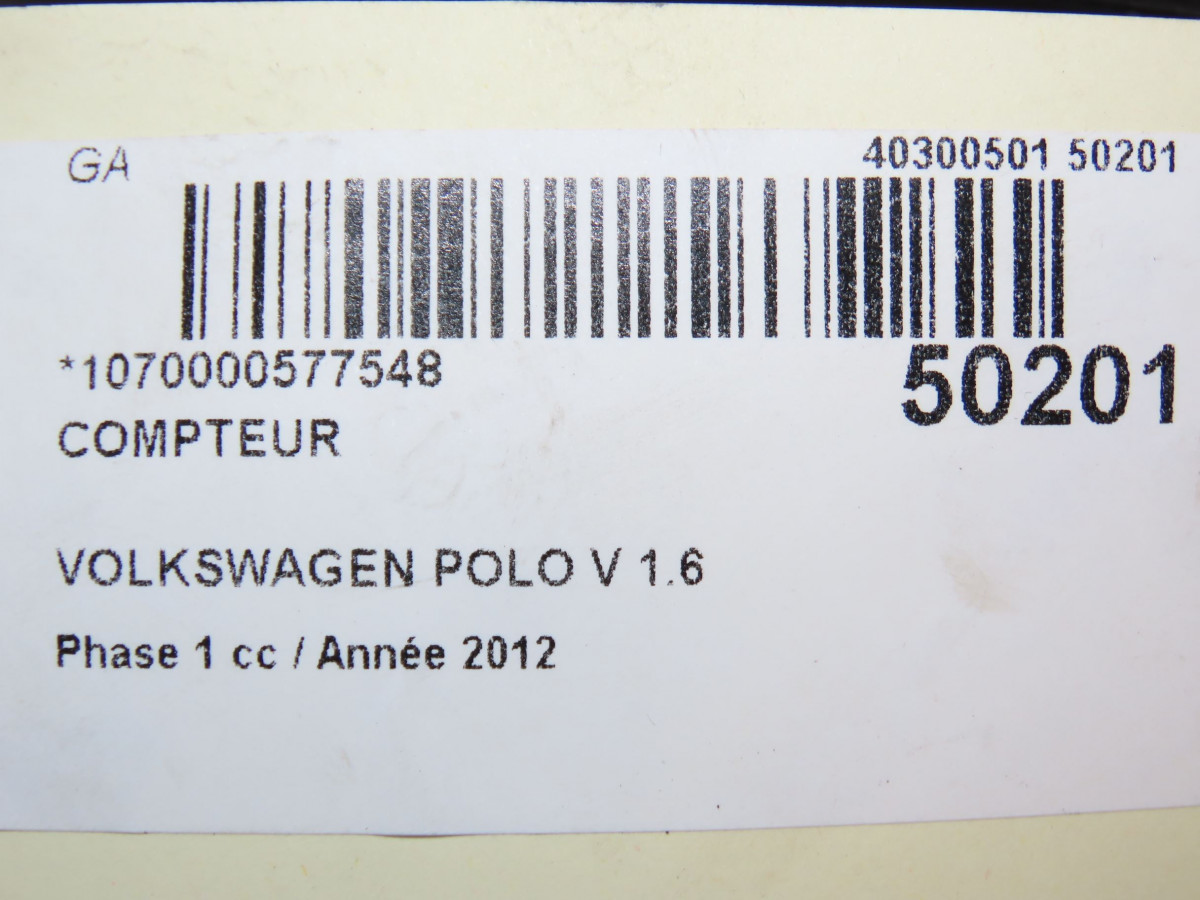 GA
40300501 50201
*1070000577548
50201
COMPTEUR
VOLKSWAGEN POLO V 1.6
Phase 1 cc / Année 2012